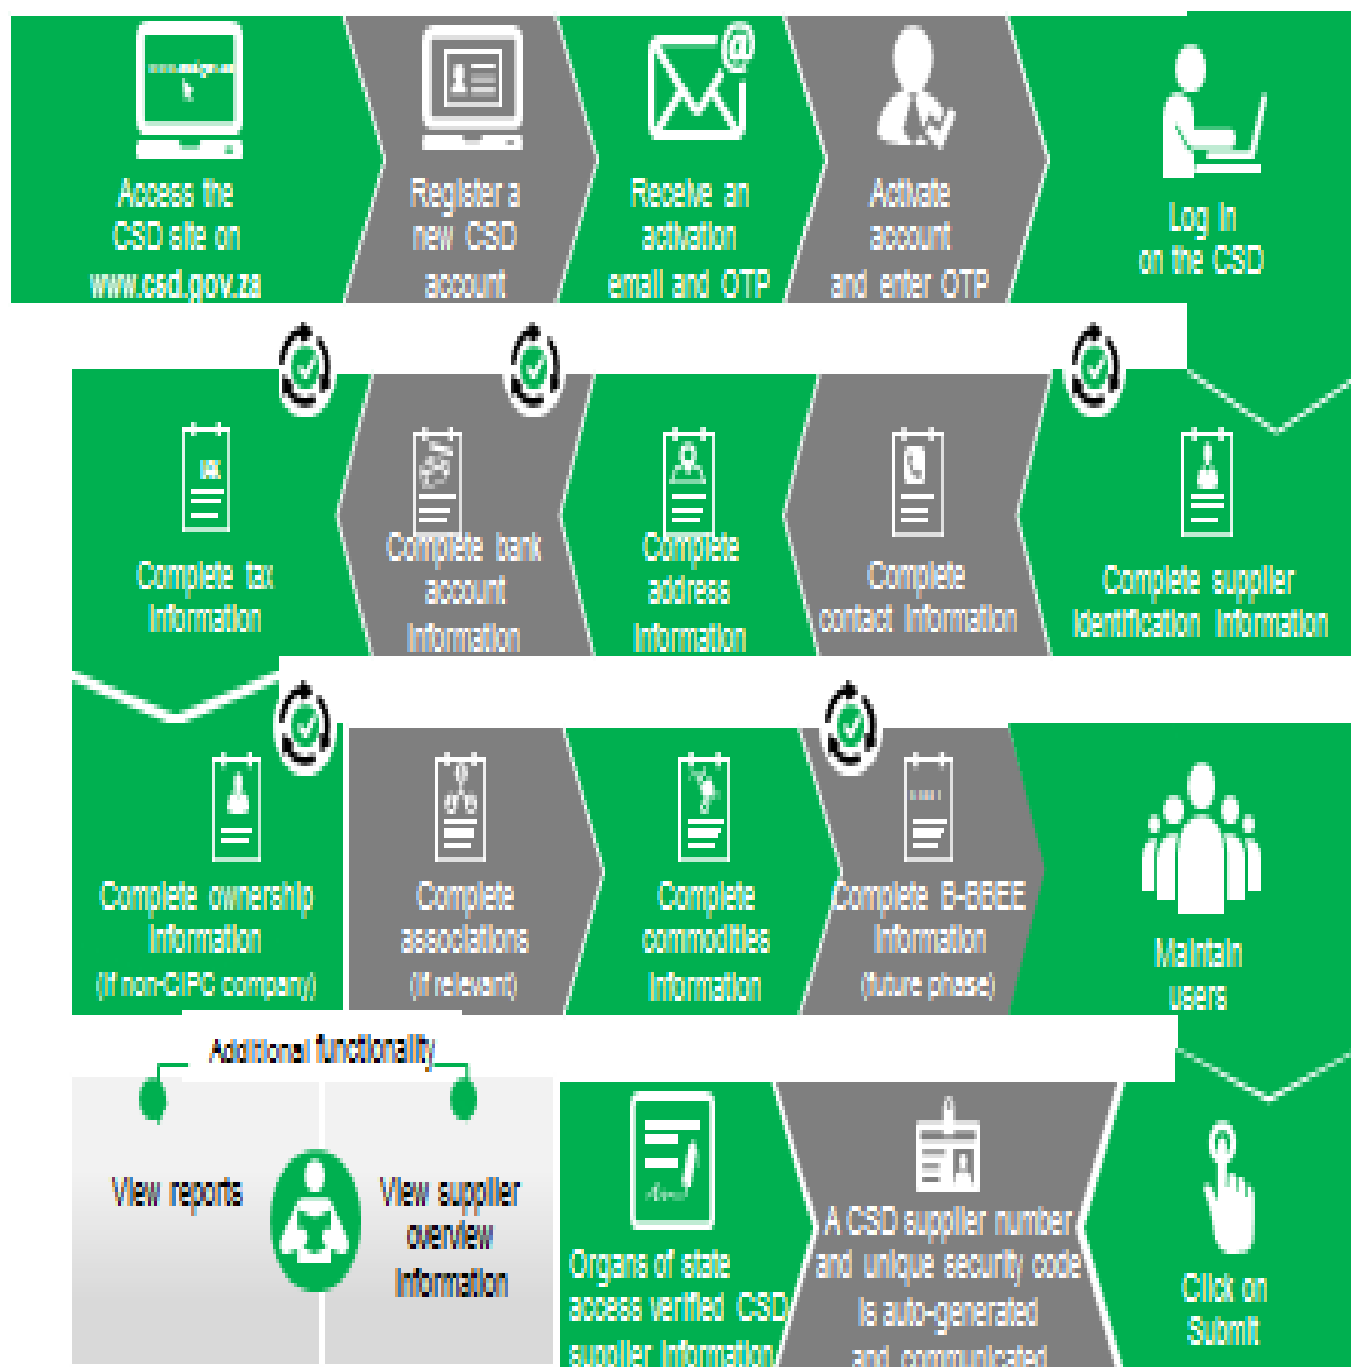 Access the
CSD site on
www.csd.gov.za
Register a
new CSD
account
Receive an
activation
email and OTP
Activate
account
and enter OTP
Log in
on the CSD
Complete supplier
identification information
Complete
contact information
Complete
address
information
Complete bank
account
information
TAX
Complete tax
information
Complete ownership
information
(if non-CIPC company)
Complete
associations
(if relevant)
Complete
commodities
information
Complete B-BBEE
information
(future phase)
Maintain
users
Click on
Submit
A CSD supplier number
and unique security code
is auto-generated
and communicated
Organs of state
access verified CSD
supplier information
Additional functionality
View reports
View supplier
overview
information